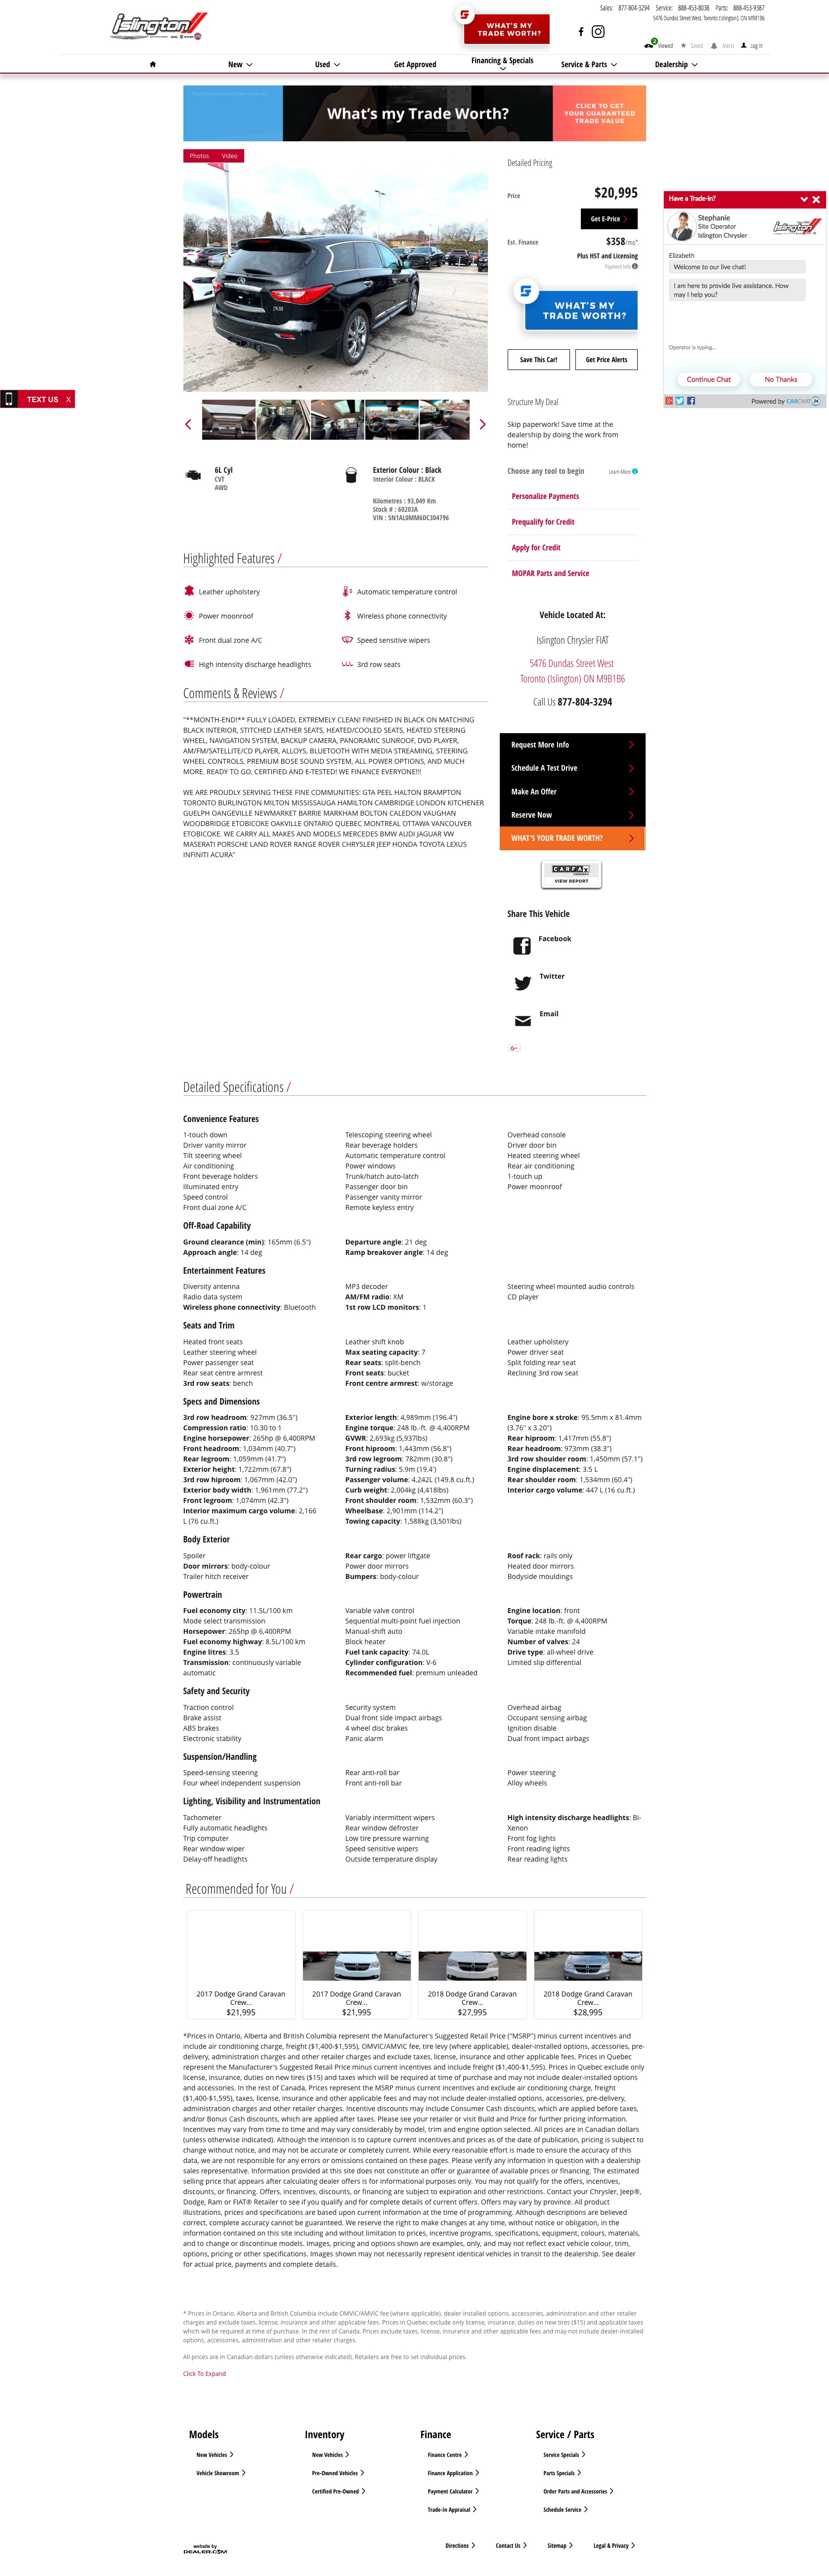 Sales: 877-804-3294 Service: 888-453-8038 Parts: 888-453-9387
5476 Dundas Street West, Toronto (Islington), ON M9B1B6
islington
WHAT'S MY
TRADE WORTH?
2 Viewed Saved Alerts Log In
New Used Get Approved Financing & Specials Service & Parts Dealership
What's my Trade Worth?
CLICK TO GET
YOUR GUARANTEED
TRADE VALUE
Photos Video
Detailed Pricing
Price $20,995
Get E-Price
Est. Finance $358/mo*
Plus HST and Licensing
Payment Info
WHAT'S MY
TRADE WORTH?
Save This Car! Get Price Alerts
Have a Trade-in?
Stephanie
Site Operator
Islington Chrysler
islington
Elizabeth
Welcome to our live chat!
I am here to provide live assistance. How
may I help you?
Operator is typing...
Continue Chat No Thanks
Powered by CARCHAT24
TEXT US X
Structure My Deal
Skip paperwork! Save time at the
dealership by doing the work from
home!
Choose any tool to begin Learn More
Personalize Payments
Prequalify for Credit
Apply for Credit
MOPAR Parts and Service
6L Cyl
CVT
AWD
Exterior Colour : Black
Interior Colour : BLACK
Kilometres : 93,049 Km
Stock # : 60203A
VIN : 5N1AL0MM6DC304796
Highlighted Features /
Leather upholstery Automatic temperature control
Power moonroof Wireless phone connectivity
Front dual zone A/C Speed sensitive wipers
High intensity discharge headlights 3rd row seats
Vehicle Located At:
Islington Chrysler FIAT
5476 Dundas Street West
Toronto (Islington) ON M9B1B6
Call Us 877-804-3294
Comments & Reviews /
"**MONTH-END!** FULLY LOADED, EXTREMELY CLEAN! FINISHED IN BLACK ON MATCHING
BLACK INTERIOR, STITCHED LEATHER SEATS, HEATED/COOLED SEATS, HEATED STEERING
WHEEL, NAVIGATION SYSTEM, BACKUP CAMERA, PANORAMIC SUNROOF, DVD PLAYER,
AM/FM/SATELLITE/CD PLAYER, ALLOYS, BLUETOOTH WITH MEDIA STREAMING, STEERING
WHEEL CONTROLS, PREMIUM BOSE SOUND SYSTEM, ALL POWER OPTIONS, AND MUCH
MORE. READY TO GO. CERTIFIED AND E-TESTED! WE FINANCE EVERYONE!!!
WE ARE PROUDLY SERVING THESE FINE COMMUNITIES: GTA PEEL HALTON BRAMPTON
TORONTO BURLINGTON MILTON MISSISSAUGA HAMILTON CAMBRIDGE LONDON KITCHENER
GUELPH OANGEVILLE NEWMARKET BARRIE MARKHAM BOLTON CALEDON VAUGHAN
WOODBRIDGE ETOBICOKE OAKVILLE ONTARIO QUEBEC MONTREAL OTTAWA VANCOUVER
ETOBICOKE. WE CARRY ALL MAKES AND MODELS MERCEDES BMW AUDI JAGUAR VW
MASERATI PORSCHE LAND ROVER RANGE ROVER CHRYSLER JEEP HONDA TOYOTA LEXUS
INFINITI ACURA"
Request More Info
Schedule A Test Drive
Make An Offer
Reserve Now
WHAT'S YOUR TRADE WORTH?
CARFAX
VIEW REPORT
Share This Vehicle
Facebook
Twitter
Email
G+
Detailed Specifications /
Convenience Features
1-touch down Telescoping steering wheel Overhead console
Driver vanity mirror Rear beverage holders Driver door bin
Tilt steering wheel Automatic temperature control Heated steering wheel
Air conditioning Power windows Rear air conditioning
Front beverage holders Trunk/hatch auto-latch 1-touch up
Illuminated entry Passenger door bin Power moonroof
Speed control Passenger vanity mirror
Front dual zone A/C Remote keyless entry
Off-Road Capability
Ground clearance (min): 165mm (6.5") Departure angle: 21 deg
Approach angle: 14 deg Ramp breakover angle: 14 deg
Entertainment Features
Diversity antenna MP3 decoder Steering wheel mounted audio controls
Radio data system AM/FM radio: XM CD player
Wireless phone connectivity: Bluetooth 1st row LCD monitors: 1
Seats and Trim
Heated front seats Leather shift knob Leather upholstery
Leather steering wheel Max seating capacity: 7 Power driver seat
Power passenger seat Rear seats: split-bench Split folding rear seat
Rear seat centre armrest Front seats: bucket Reclining 3rd row seat
3rd row seats: bench Front centre armrest: w/storage
Specs and Dimensions
3rd row headroom: 927mm (36.5") Exterior length: 4,989mm (196.4") Engine bore x stroke: 95.5mm x 81.4mm
Compression ratio: 10.30 to 1 Engine torque: 248 lb.-ft. @ 4,400RPM (3.76" x 3.20")
Engine horsepower: 265hp @ 6,400RPM GVWR: 2,693kg (5,937lbs) Rear hiproom: 1,417mm (55.8")
Front headroom: 1,034mm (40.7") Front hiproom: 1,443mm (56.8") Rear headroom: 973mm (38.3")
Rear legroom: 1,059mm (41.7") 3rd row legroom: 782mm (30.8") 3rd row shoulder room: 1,450mm (57.1")
Exterior height: 1,722mm (67.8") Turning radius: 5.9m (19.4') Engine displacement: 3.5 L
3rd row hiproom: 1,067mm (42.0") Passenger volume: 4,242L (149.8 cu.ft.) Rear shoulder room: 1,534mm (60.4")
Exterior body width: 1,961mm (77.2") Curb weight: 2,004kg (4,418lbs) Interior cargo volume: 447 L (16 cu.ft.)
Front legroom: 1,074mm (42.3") Front shoulder room: 1,532mm (60.3")
Interior maximum cargo volume: 2,166 Wheelbase: 2,901mm (114.2")
L (76 cu.ft.) Towing capacity: 1,588kg (3,501lbs)
Body Exterior
Spoiler Rear cargo: power liftgate Roof rack: rails only
Door mirrors: body-colour Power door mirrors Heated door mirrors
Trailer hitch receiver Bumpers: body-colour Bodyside mouldings
Powertrain
Fuel economy city: 11.5L/100 km Variable valve control Engine location: front
Mode select transmission Sequential multi-point fuel injection Torque: 248 lb.-ft. @ 4,400RPM
Horsepower: 265hp @ 6,400RPM Manual-shift auto Variable intake manifold
Fuel economy highway: 8.5L/100 km Block heater Number of valves: 24
Engine litres: 3.5 Fuel tank capacity: 74.0L Drive type: all-wheel drive
Transmission: continuously variable Cylinder configuration: V-6 Limited slip differential
automatic Recommended fuel: premium unleaded
Safety and Security
Traction control Security system Overhead airbag
Brake assist Dual front side impact airbags Occupant sensing airbag
ABS brakes 4 wheel disc brakes Ignition disable
Electronic stability Panic alarm Dual front impact airbags
Suspension/Handling
Speed-sensing steering Rear anti-roll bar Power steering
Four wheel independent suspension Front anti-roll bar Alloy wheels
Lighting, Visibility and Instrumentation
Tachometer Variably intermittent wipers High intensity discharge headlights: Bi-
Fully automatic headlights Rear window defroster Xenon
Trip computer Low tire pressure warning Front fog lights
Rear window wiper Speed sensitive wipers Front reading lights
Delay-off headlights Outside temperature display Rear reading lights
Recommended for You /
2017 Dodge Grand Caravan 2017 Dodge Grand Caravan 2018 Dodge Grand Caravan 2018 Dodge Grand Caravan
Crew... Crew... Crew... Crew...
$21,995 $21,995 $27,995 $28,995
*Prices in Ontario, Alberta and British Columbia represent the Manufacturer's Suggested Retail Price ("MSRP") minus current incentives and
include air conditioning charge, freight ($1,400-$1,595), OMVIC/AMVIC fee, tire levy (where applicable), dealer-installed options, accessories, pre-
delivery, administration charges and other retailer charges and exclude taxes, license, insurance and other applicable fees. Prices in Quebec
represent the Manufacturer's Suggested Retail Price minus current incentives and include freight ($1,400-$1,595). Prices in Quebec exclude only
license, insurance, duties on new tires ($15) and taxes which will be required at time of purchase and may not include dealer-installed options
and accessories. In the rest of Canada, Prices represent the MSRP minus current incentives and exclude air conditioning charge, freight
($1,400-$1,595), taxes, license, insurance and other applicable fees and may not include dealer-installed options, accessories, pre-delivery,
administration charges and other retailer charges. Incentive discounts may include Consumer Cash discounts, which are applied before taxes,
and/or Bonus Cash discounts, which are applied after taxes. Please see your retailer or visit Build and Price for further pricing information.
Incentives may vary from time to time and may vary considerably by model, trim and engine option selected. All prices are in Canadian dollars
(unless otherwise indicated). Although the intention is to capture current incentives and prices as of the date of publication, pricing is subject to
change without notice, and may not be accurate or completely current. While every reasonable effort is made to ensure the accuracy of this
data, we are not responsible for any errors or omissions contained on these pages. Please verify any information in question with a dealership
sales representative. Information provided at this site does not constitute an offer or guarantee of available prices or financing. The estimated
selling price that appears after calculating dealer offers is for informational purposes only. You may not qualify for the offers, incentives,
discounts, or financing. Offers, incentives, discounts, or financing are subject to expiration and other restrictions. Contact your Chrysler, Jeep®,
Dodge, Ram or FIAT® Retailer to see if you qualify and for complete details of current offers. Offers may vary by province. All product
illustrations, prices and specifications are based upon current information at the time of programming. Although descriptions are believed
correct, complete accuracy cannot be guaranteed. We reserve the right to make changes at any time, without notice or obligation, in the
information contained on this site including and without limitation to prices, incentive programs, specifications, equipment, colours, materials,
and to change or discontinue models. Images, pricing and options shown are examples, only, and may not reflect exact vehicle colour, trim,
options, pricing or other specifications. Images shown may not necessarily represent identical vehicles in transit to the dealership. See dealer
for actual price, payments and complete details.
* Prices in Ontario, Alberta and British Columbia include OMVIC/AMVIC fee (where applicable), dealer installed options, accessories, administration and other retailer
charges and exclude taxes, license, insurance and other applicable fees. Prices in Quebec exclude only license, insurance, duties on new tires ($15) and applicable taxes
which will be required at time of purchase. In the rest of Canada, Prices exclude taxes, license, insurance and other applicable fees and may not include dealer-installed
options, accessories, administration and other retailer charges.
All prices are in Canadian dollars (unless otherwise indicated). Retailers are free to set individual prices.
Click To Expand
Models Inventory Finance Service / Parts
New Vehicles New Vehicles Finance Centre Service Specials
Vehicle Showroom Pre-Owned Vehicles Finance Application Parts Specials
Certified Pre-Owned Payment Calculator Order Parts and Accessories
Trade-In Appraisal Schedule Service
website by
DEALER.COM
Directions Contact Us Sitemap Legal & Privacy